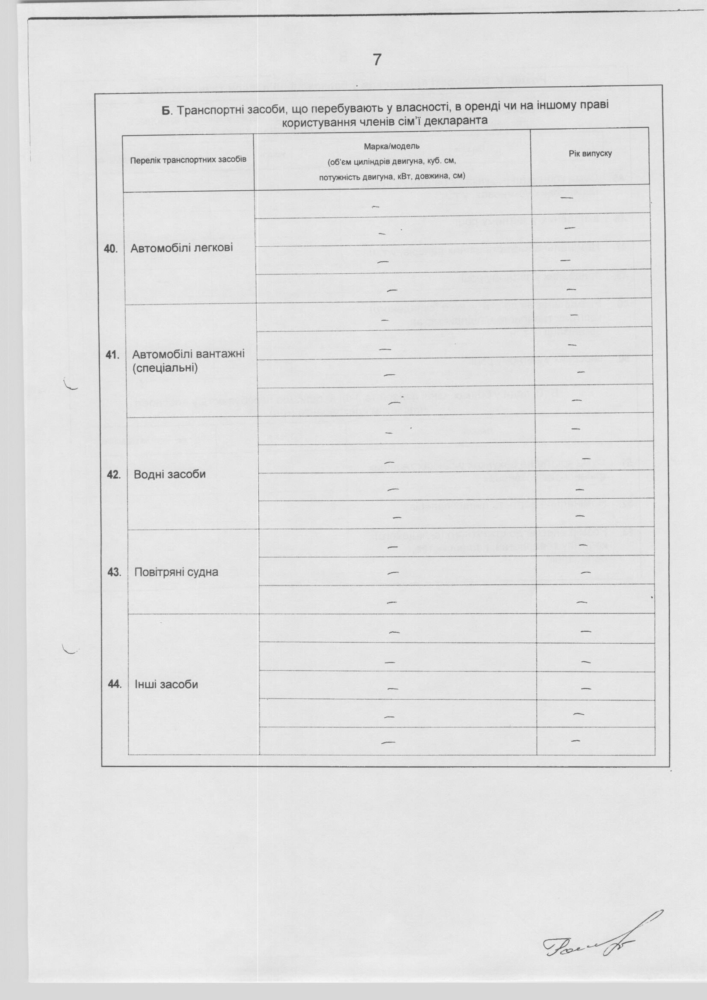 7
Б. Транспортні засоби, що перебувають у власності, в оренді чи на іншому праві
користування членів сім'ї декларанта
Перелік транспортних засобів
Марка/модель
(об'єм циліндрів двигуна, куб. см,
потужність двигуна, кВт, довжина, см)
Рік випуску
— —
— —
40. Автомобілі легкові
— —
— —
— —
— —
41. Автомобілі вантажні
(спеціальні)
— —
— —
— —
— —
42. Водні засоби
— —
— —
— —
43. Повітряні судна
— —
— —
— —
— —
44. Інші засоби
— —
— —
— —